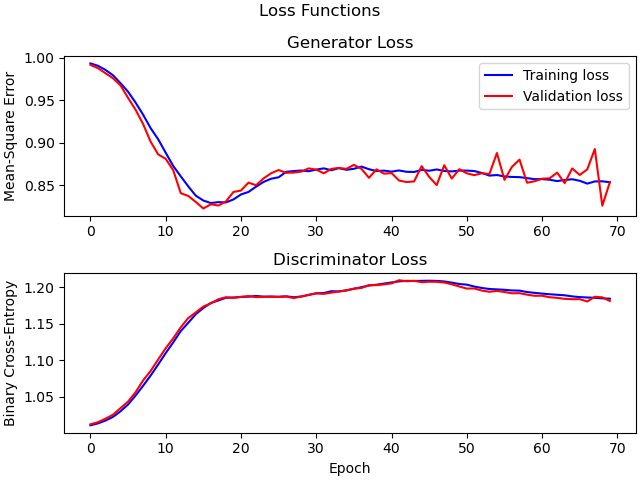 Loss Functions
Generator Loss
Mean-Square Error
1.00
0.95
0.90
0.85
Training loss
Validation loss
0 10 20 30 40 50 60 70
Discriminator Loss
Binary Cross-Entropy
1.20
1.15
1.10
1.05
0 10 20 30 40 50 60 70
Epoch